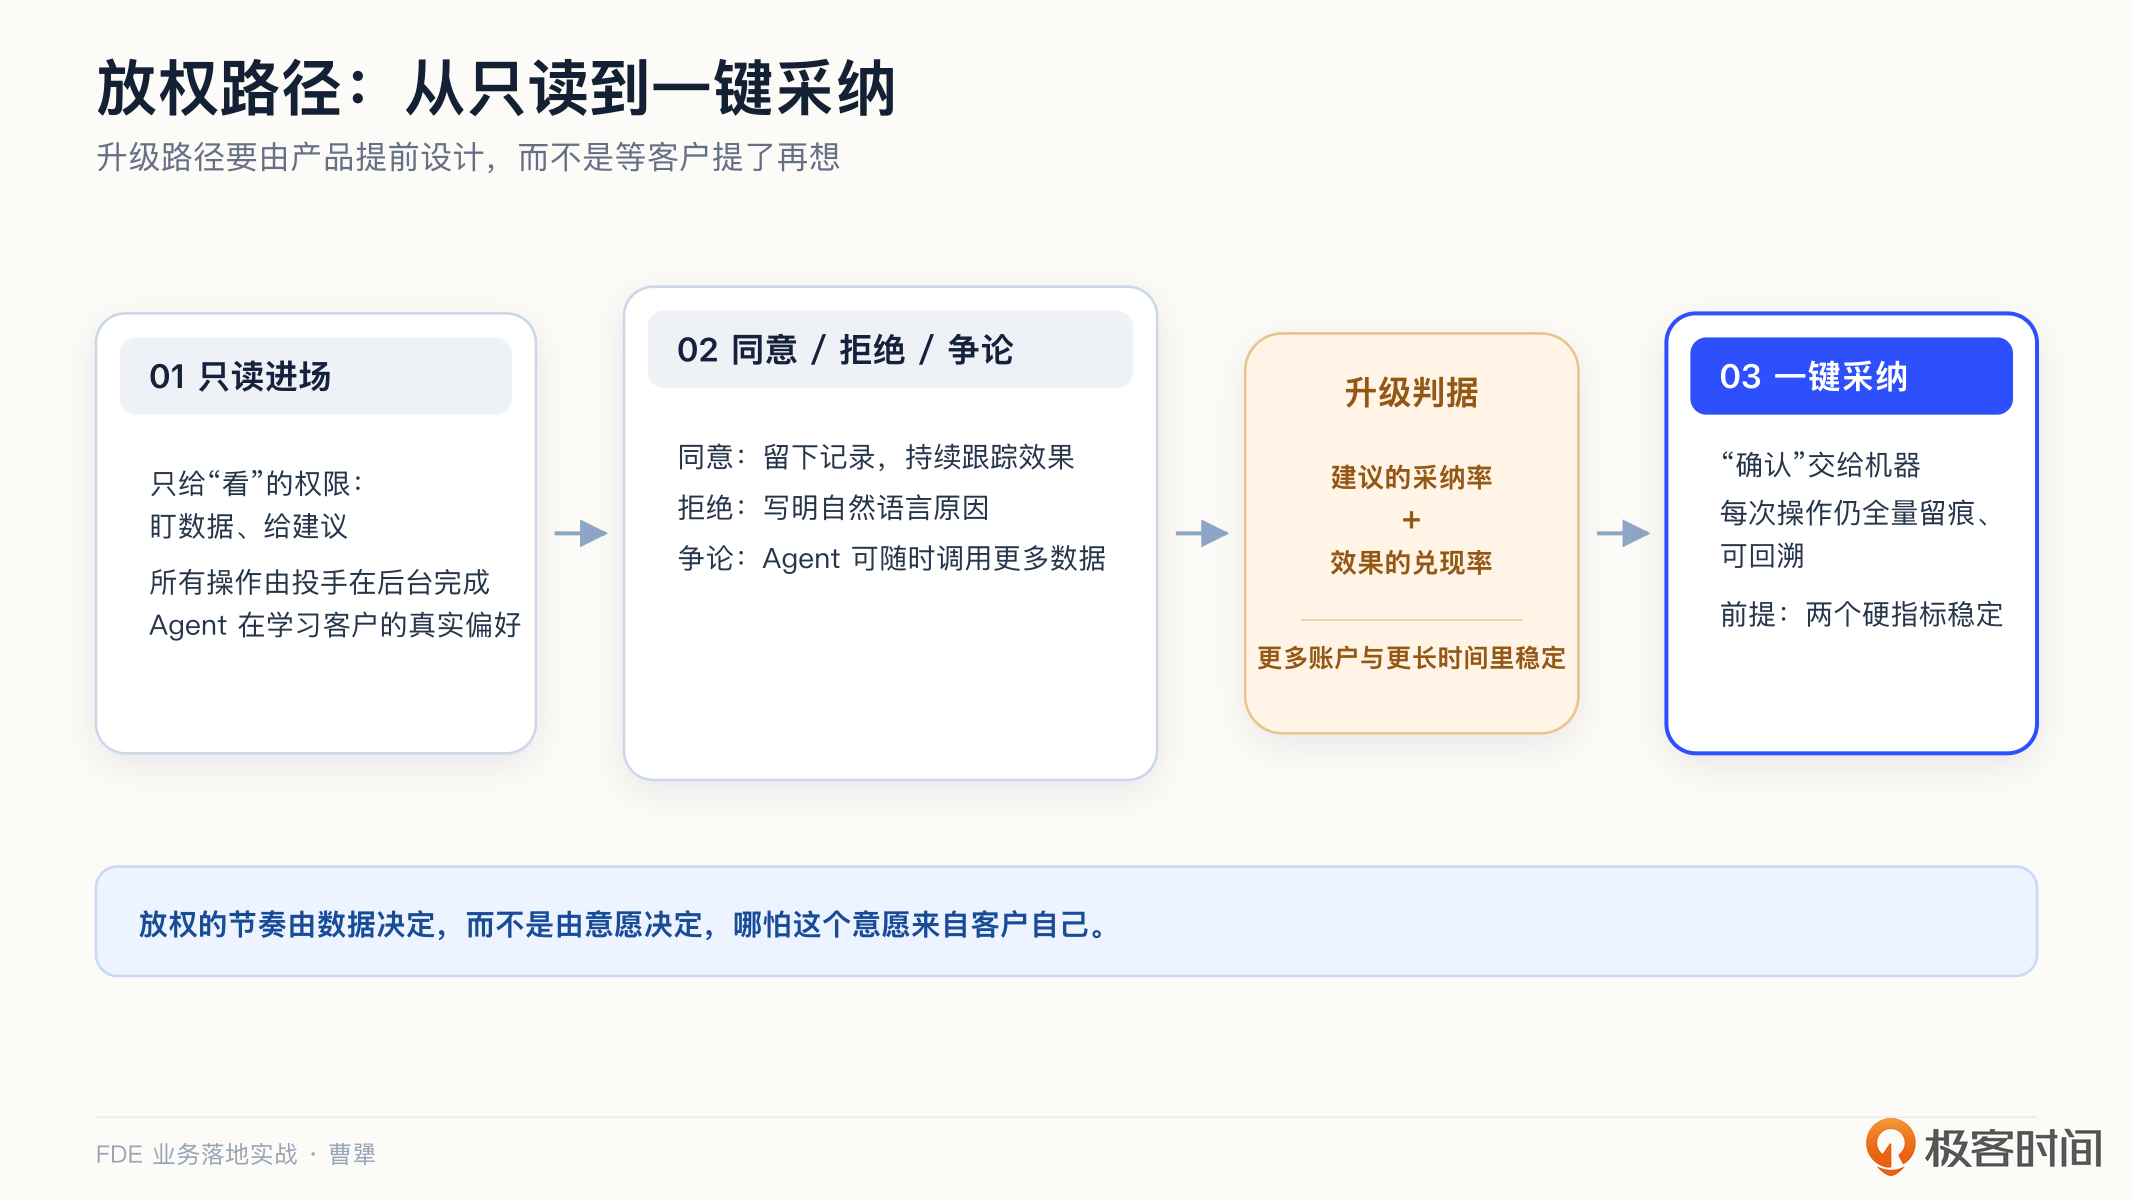 放权路径：从只读到一键采纳
升级路径要由产品提前设计，而不是等客户提了再想
01 只读进场
只给“看”的权限：
盯数据、给建议
所有操作由投手在后台完成
Agent 在学习客户的真实偏好
02 同意 / 拒绝 / 争论
同意：留下记录，持续跟踪效果
拒绝：写明自然语言原因
争论：Agent 可随时调用更多数据
升级判据
建议的采纳率
+
效果的兑现率
更多账户与更长时间里稳定
03 一键采纳
“确认”交给机器
每次操作仍全量留痕、
可回溯
前提：两个硬指标稳定
放权的节奏由数据决定，而不是由意愿决定，哪怕这个意愿来自客户自己。
FDE 业务落地实战 · 曹犟
极客时间